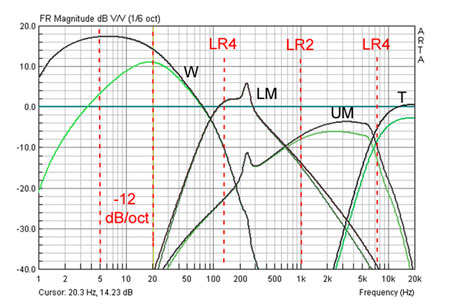 FR Magnitude dB V/V (1/6 oct)
ARTA
20.0
10.0
0.0
-10.0
-20.0
-30.0
-40.0
LR4
LR2
LR4
W
LM
UM
T
-12
dB/oct
1 2 5 10 20 50 100 200 500 1k 2k 5k 10k 20k
Cursor: 20.3 Hz, 14.23 dB
Frequency (Hz)